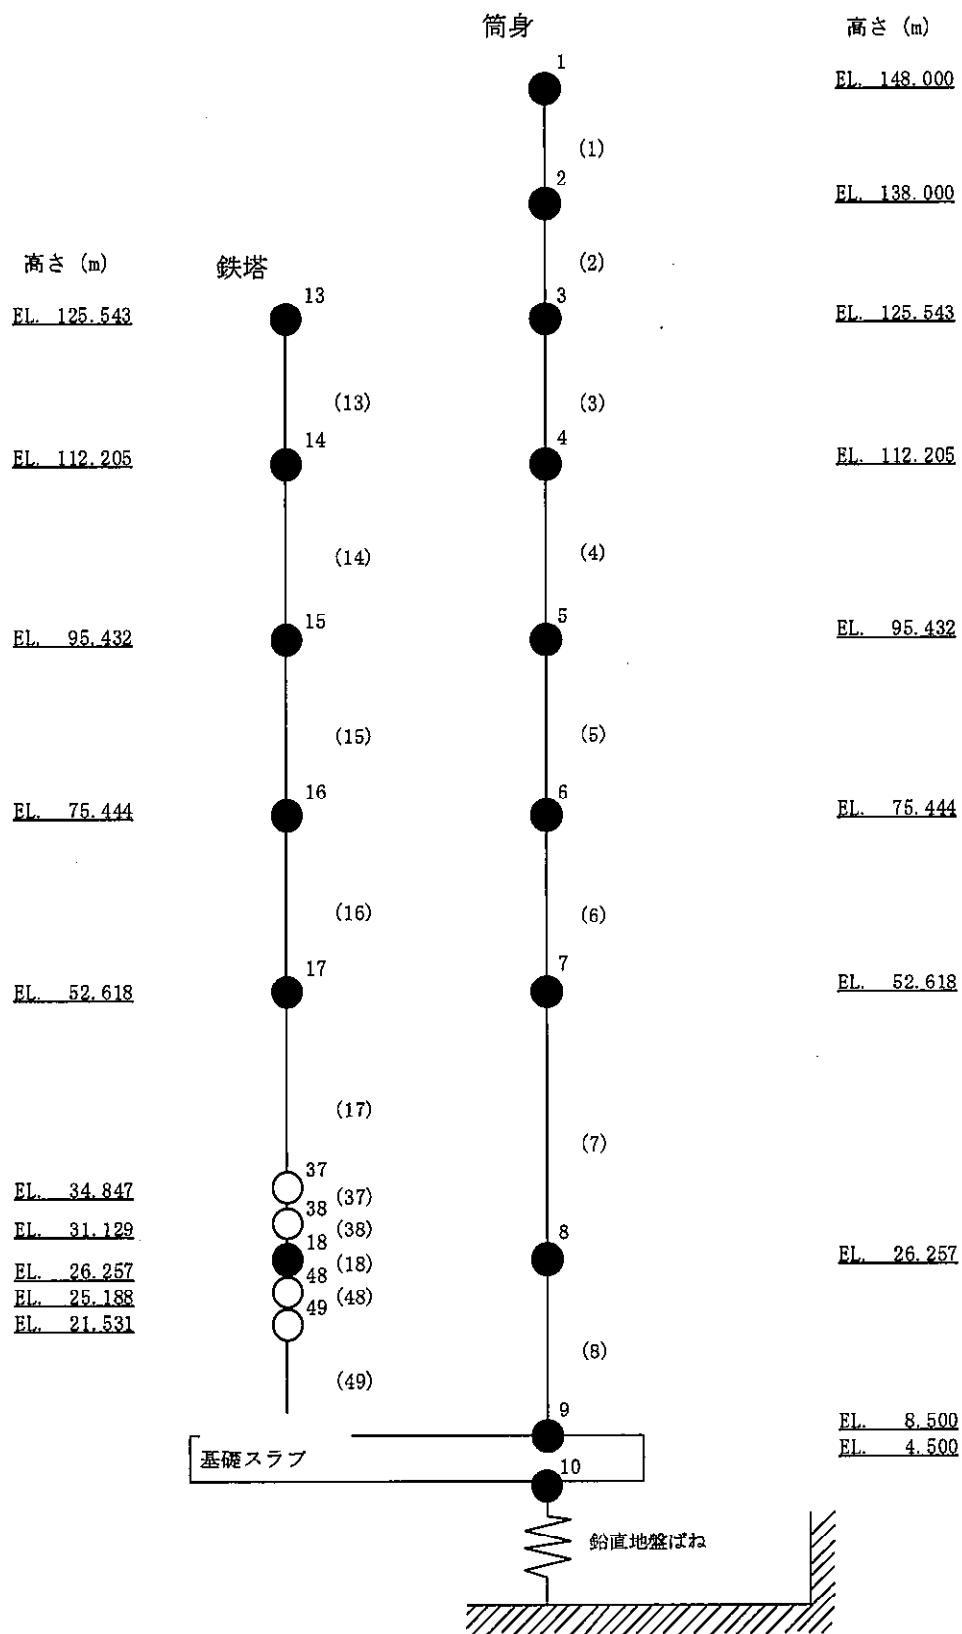 筒身
高さ (m)
1
EL. 148.000
(1)
2
EL. 138.000
高さ (m)
鉄塔
(2)
13
3
EL. 125.543
EL. 125.543
(13)
(3)
14
4
EL. 112.205
EL. 112.205
(14)
(4)
15
5
EL. 95.432
EL. 95.432
(15)
(5)
16
6
EL. 75.444
EL. 75.444
(16)
(6)
17
7
EL. 52.618
EL. 52.618
(17)
(7)
37
EL. 34.847
(37)
38
EL. 31.129
(38)
18
8
EL. 26.257
(18)
EL. 26.257
48
EL. 25.188
(48)
49
EL. 21.531
(8)
(49)
9
EL. 8.500
EL. 4.500
基礎スラブ
10
鉛直地盤ばね